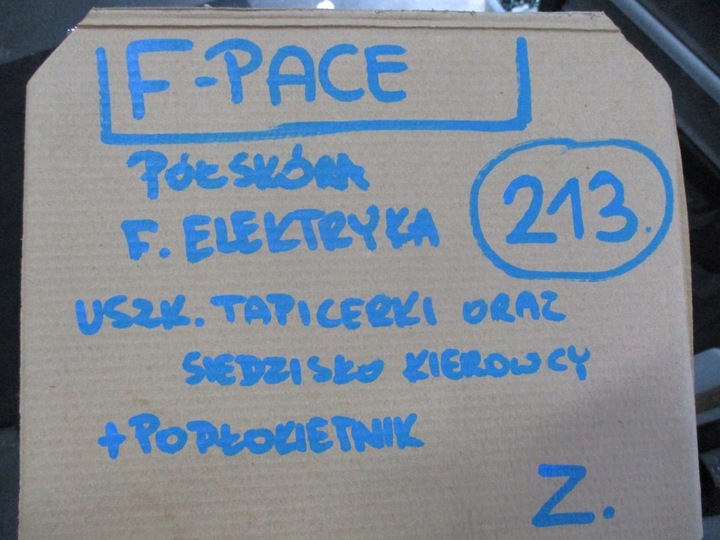 F-PACE
PÓŁSKÓRA
213.
F. ELEKTRYKA
USZK. TAPICERKI ORAZ
SIEDZISKO KIEROWCY
+ PODŁOKIETNIK
Z.